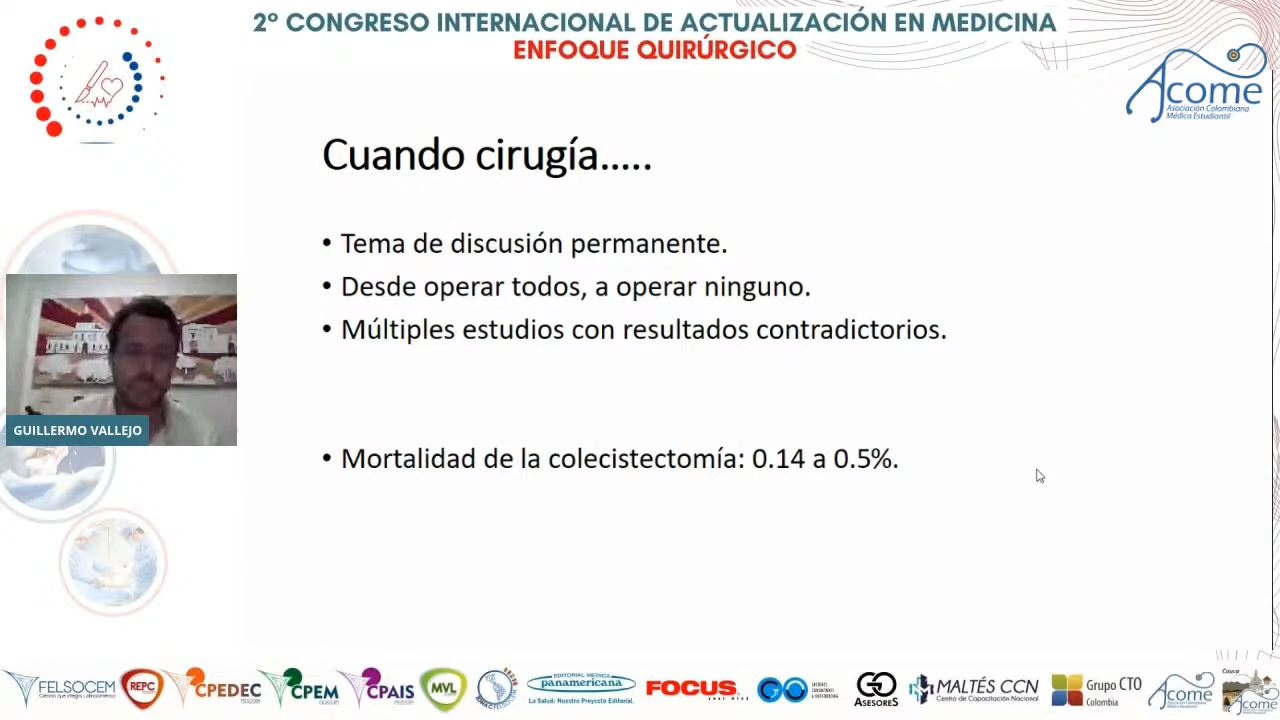 2° CONGRESO INTERNACIONAL DE ACTUALIZACIÓN EN MEDICINA
ENFOQUE QUIRÚRGICO
Acome
Asociación Colombiana
Médica Estudiantil
Cuando cirugía.....
• Tema de discusión permanente.
• Desde operar todos, a operar ninguno.
• Múltiples estudios con resultados contradictorios.
• Mortalidad de la colecistectomía: 0.14 a 0.5%.
GUILLERMO VALLEJO
FELSOCEM
REPC
CPEDEC
CPEM
CPAIS
MVL
EDITORIAL MEDICA
panamericana
La Salud: Nuestro Proyecto Editorial.
FOCUS
GO
ASESORES
MALTÉS CCN
Centro de Capacitación Nacional
Grupo CTO
Colombia
Acome
Cauca
Acome